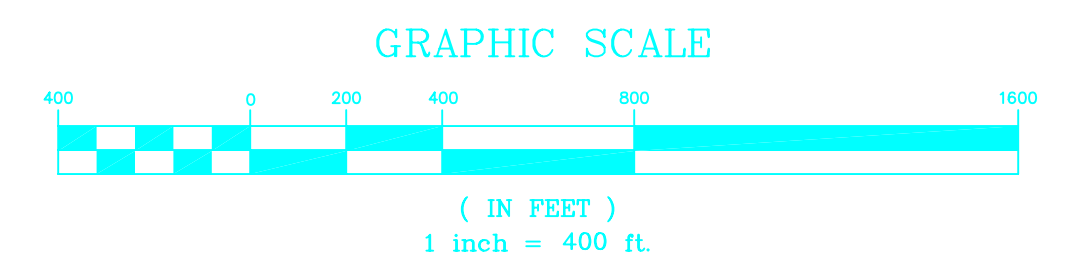 GRAPHIC SCALE
400 0 200 400 800 1600
( IN FEET )
1 inch = 400 ft.